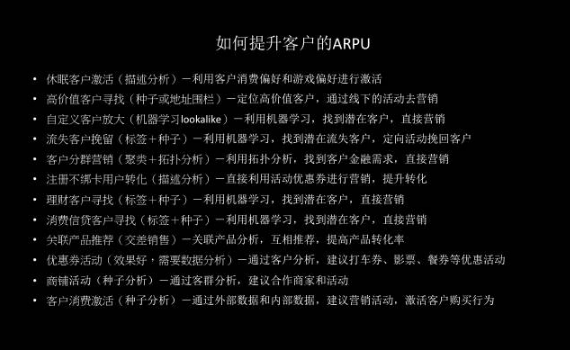 如何提升客户的ARPU
• 休眠客户激活（描述分析）－利用客户消费偏好和游戏偏好进行激活
• 高价值客户寻找（种子或地址围栏）－定位高价值客户，通过线下的活动去营销
• 自定义客户放大（机器学习lookalike）－利用机器学习，找到潜在客户，直接营销
• 流失客户挽留（标签＋种子）－利用机器学习，找到潜在流失客户，定向活动挽回客户
• 客户分群营销（聚类＋拓扑分析）－利用拓扑分析，找到客户金融需求，直接营销
• 注册不绑卡用户转化（描述分析）－直接利用活动优惠券进行营销，提升转化
• 理财客户寻找（标签＋种子）－利用机器学习，找到潜在客户，直接营销
• 消费信贷客户寻找（标签＋种子）－利用机器学习，找到潜在客户，直接营销
• 关联产品推荐（交差销售）－关联产品分析，互相推荐，提高产品转化率
• 优惠券活动（效果好，需要数据分析）－通过客户分析，建议打车券、影票、餐券等优惠活动
• 商铺活动（种子分析）－通过客群分析，建议合作商家和活动
• 客户消费激活（种子分析）－通过外部数据和内部数据，建议营销活动，激活客户购买行为